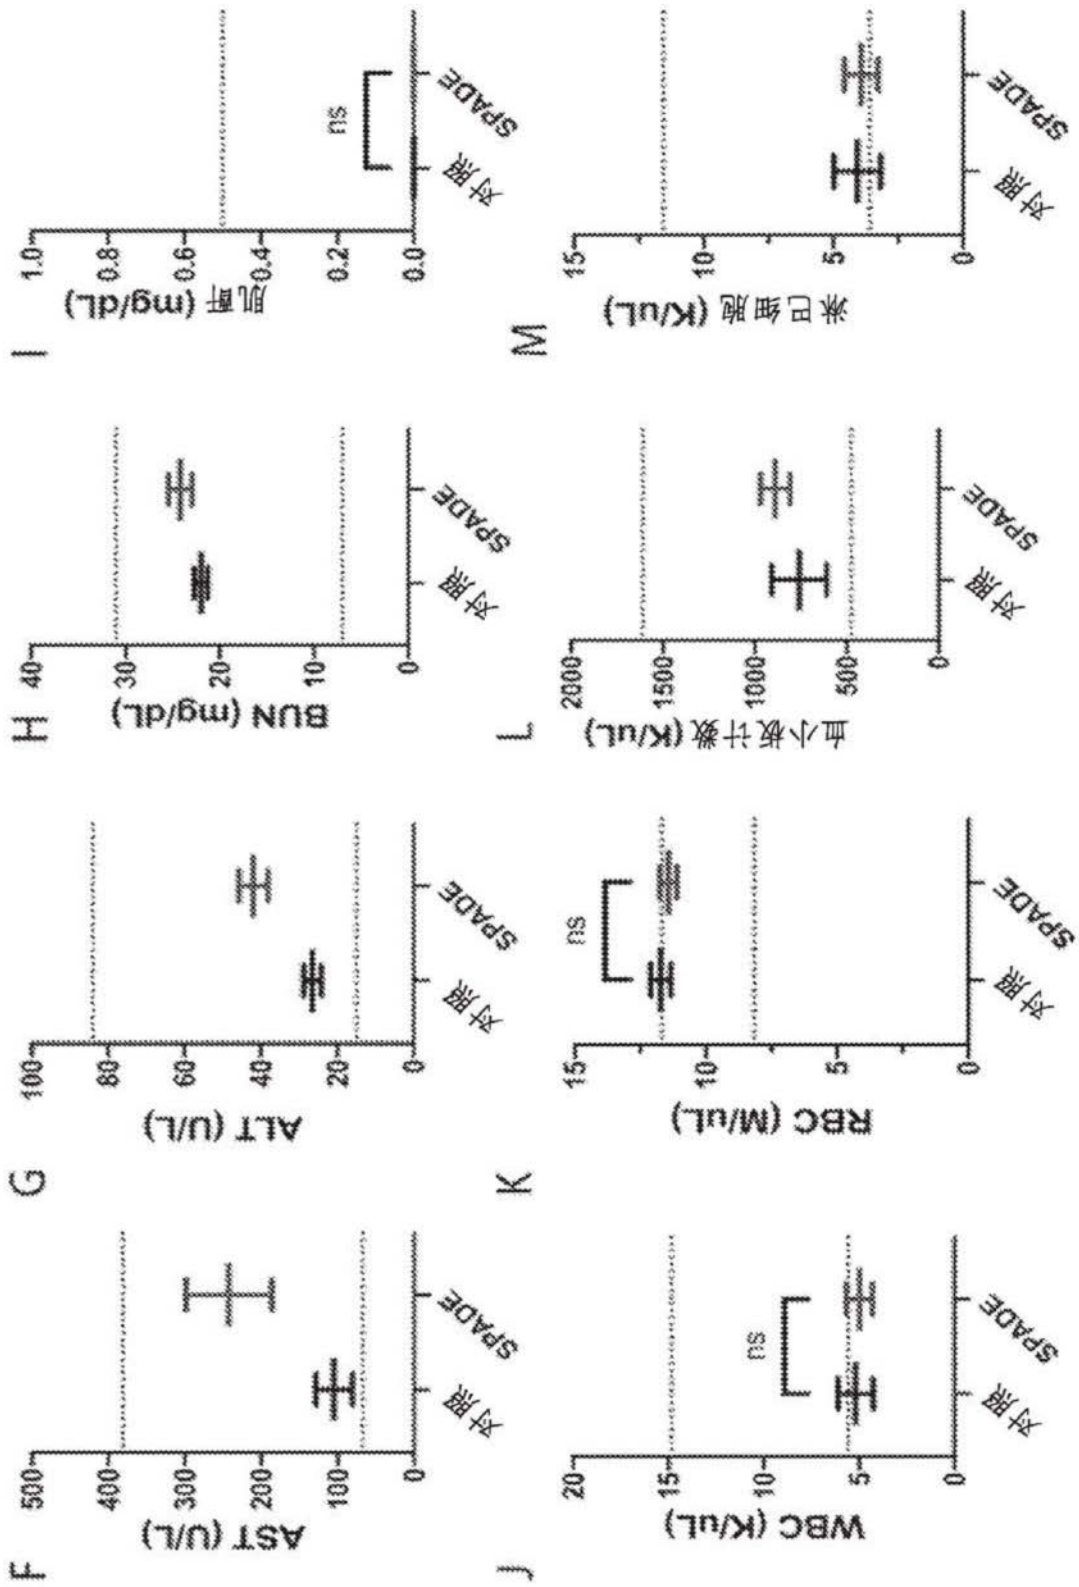 F
AST (U/L)
500
400
300
200
100
0
对照
SPADE
G
ALT (U/L)
100
80
60
40
20
0
对照
SPADE
H
BUN (mg/dL)
40
30
20
10
0
对照
SPADE
I
肌酐 (mg/dL)
1.0
0.8
0.6
0.4
0.2
0.0
ns
对照
SPADE
J
WBC (K/uL)
20
15
10
5
0
ns
对照
SPADE
K
RBC (M/uL)
15
10
5
0
ns
对照
SPADE
L
血小板计数 (K/uL)
2000
1500
1000
500
0
对照
SPADE
M
淋巴细胞 (K/uL)
15
10
5
0
对照
SPADE